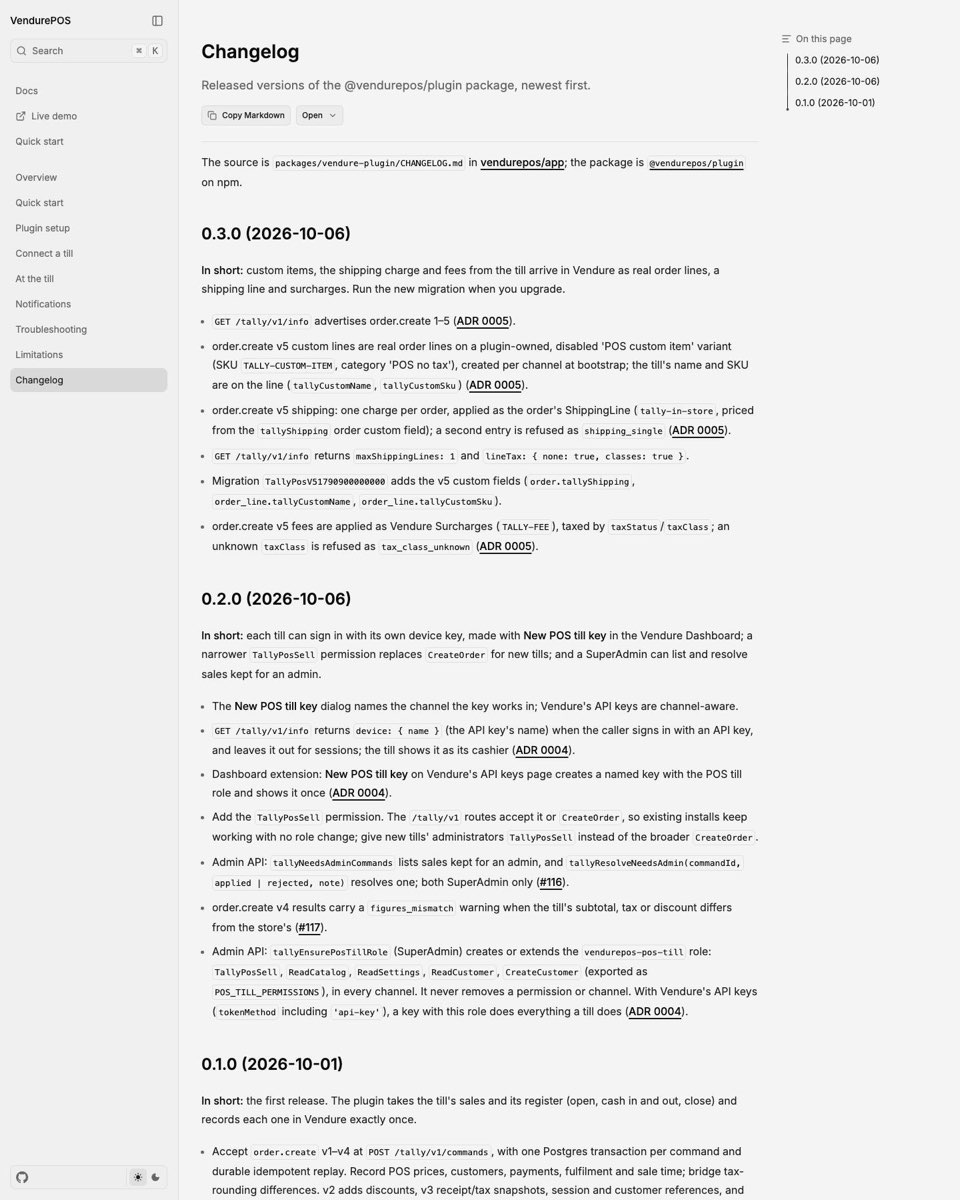 VendurePOS
Search ⌘ K
Docs
Live demo
Quick start
Overview
Quick start
Plugin setup
Connect a till
At the till
Notifications
Troubleshooting
Limitations
Changelog
Changelog
Released versions of the @vendurepos/plugin package, newest first.
Copy Markdown Open
The source is packages/vendure-plugin/CHANGELOG.md in vendurepos/app; the package is @vendurepos/plugin
on npm.
0.3.0 (2026-10-06)
In short: custom items, the shipping charge and fees from the till arrive in Vendure as real order lines, a
shipping line and surcharges. Run the new migration when you upgrade.
• GET /tally/v1/info advertises order.create 1–5 (ADR 0005).
• order.create v5 custom lines are real order lines on a plugin-owned, disabled 'POS custom item' variant
(SKU TALLY-CUSTOM-ITEM, category 'POS no tax'), created per channel at bootstrap; the till's name and SKU
are on the line (tallyCustomName, tallyCustomSku) (ADR 0005).
• order.create v5 shipping: one charge per order, applied as the order's ShippingLine (tally-in-store, priced
from the tallyShipping order custom field); a second entry is refused as shipping_single (ADR 0005).
• GET /tally/v1/info returns maxShippingLines: 1 and lineTax: { none: true, classes: true }.
• Migration TallyPosV51790900000000 adds the v5 custom fields (order.tallyShipping,
order_line.tallyCustomName, order_line.tallyCustomSku).
• order.create v5 fees are applied as Vendure Surcharges (TALLY-FEE), taxed by taxStatus/taxClass; an
unknown taxClass is refused as tax_class_unknown (ADR 0005).
0.2.0 (2026-10-06)
In short: each till can sign in with its own device key, made with New POS till key in the Vendure Dashboard; a
narrower TallyPosSell permission replaces CreateOrder for new tills; and a SuperAdmin can list and resolve
sales kept for an admin.
• The New POS till key dialog names the channel the key works in; Vendure's API keys are channel-aware.
• GET /tally/v1/info returns device: { name } (the API key's name) when the caller signs in with an API key,
and leaves it out for sessions; the till shows it as its cashier (ADR 0004).
• Dashboard extension: New POS till key on Vendure's API keys page creates a named key with the POS till
role and shows it once (ADR 0004).
• Add the TallyPosSell permission. The /tally/v1 routes accept it or CreateOrder, so existing installs keep
working with no role change; give new tills' administrators TallyPosSell instead of the broader CreateOrder.
• Admin API: tallyNeedsAdminCommands lists sales kept for an admin, and tallyResolveNeedsAdmin(commandId,
applied | rejected, note) resolves one; both SuperAdmin only (#116).
• order.create v4 results carry a figures_mismatch warning when the till's subtotal, tax or discount differs
from the store's (#117).
• Admin API: tallyEnsurePosTillRole (SuperAdmin) creates or extends the vendurepos-pos-till role:
TallyPosSell, ReadCatalog, ReadSettings, ReadCustomer, CreateCustomer (exported as
POS_TILL_PERMISSIONS), in every channel. It never removes a permission or channel. With Vendure's API keys
(tokenMethod including 'api-key'), a key with this role does everything a till does (ADR 0004).
0.1.0 (2026-10-01)
In short: the first release. The plugin takes the till's sales and its register (open, cash in and out, close) and
records each one in Vendure exactly once.
• Accept order.create v1–v4 at POST /tally/v1/commands, with one Postgres transaction per command and
durable idempotent replay. Record POS prices, customers, payments, fulfilment and sale time; bridge tax-
rounding differences. v2 adds discounts, v3 receipt/tax snapshots, session and customer references, and
On this page
0.3.0 (2026-10-06)
0.2.0 (2026-10-06)
0.1.0 (2026-10-01)